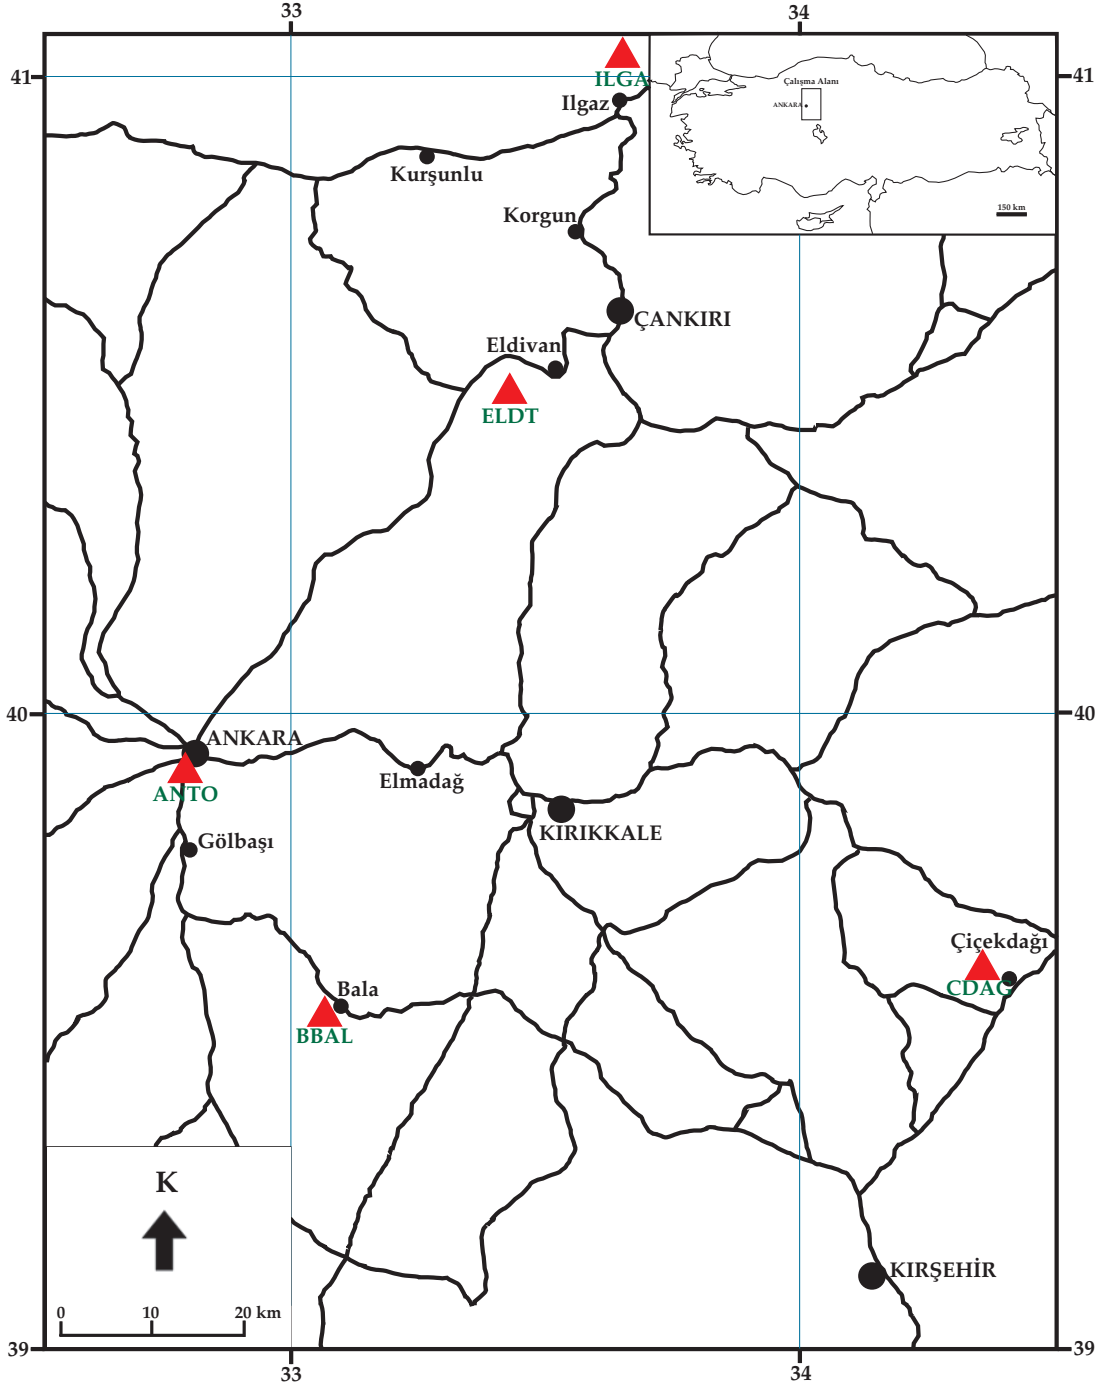 33
34
41
ILGA
41
Çalışma Alanı
Ilgaz
ANKARA
Kurşunlu
Korgun
150 km
ÇANKIRI
Eldivan
ELDT
40
40
ANKARA
Elmadağ
ANTO
KIRIKKALE
Gölbaşı
Çiçekdağı
Bala
CDAG
BBAL
K
KIRŞEHİR
0 10 20 km
39
39
33
34